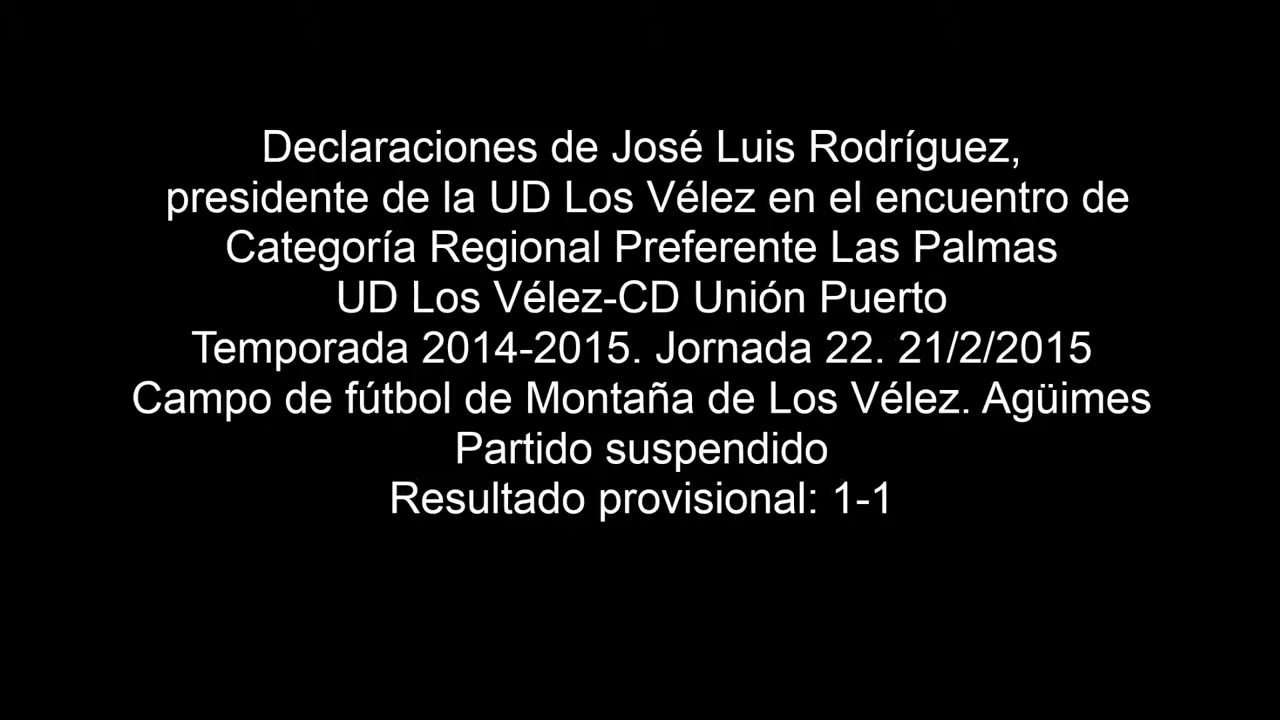 Declaraciones de José Luis Rodríguez,
presidente de la UD Los Vélez en el encuentro de
Categoría Regional Preferente Las Palmas
UD Los Vélez-CD Unión Puerto
Temporada 2014-2015. Jornada 22. 21/2/2015
Campo de fútbol de Montaña de Los Vélez. Agüimes
Partido suspendido
Resultado provisional: 1-1